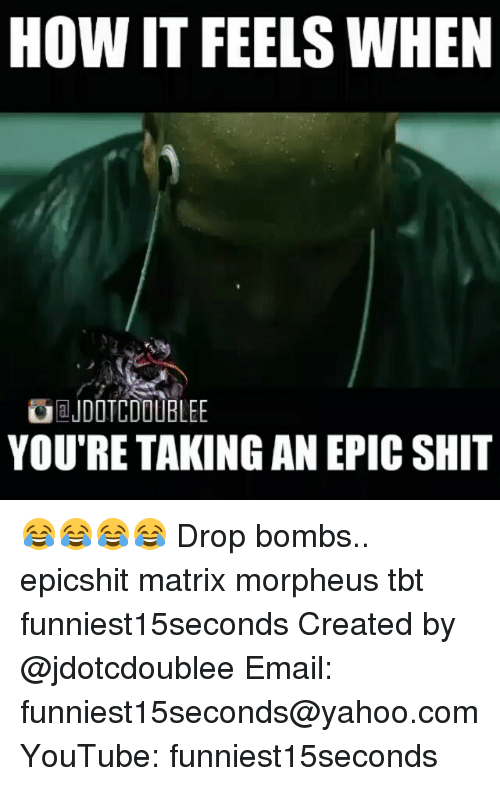 HOW IT FEELS WHEN
@JDOTCDOUBLEE
YOU'RE TAKING AN EPIC SHIT
😂😂😂😂 Drop bombs..
epicshit matrix morpheus tbt
funniest15seconds Created by
@jdotcdoublee Email:
funniest15seconds@yahoo.com
YouTube: funniest15seconds